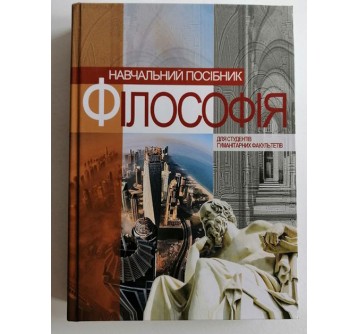 НАВЧАЛЬНИЙ ПОСІБНИК
ФІЛОСОФІЯ
ДЛЯ СТУДЕНТІВ
ГУМАНІТАРНИХ ФАКУЛЬТЕТІВ